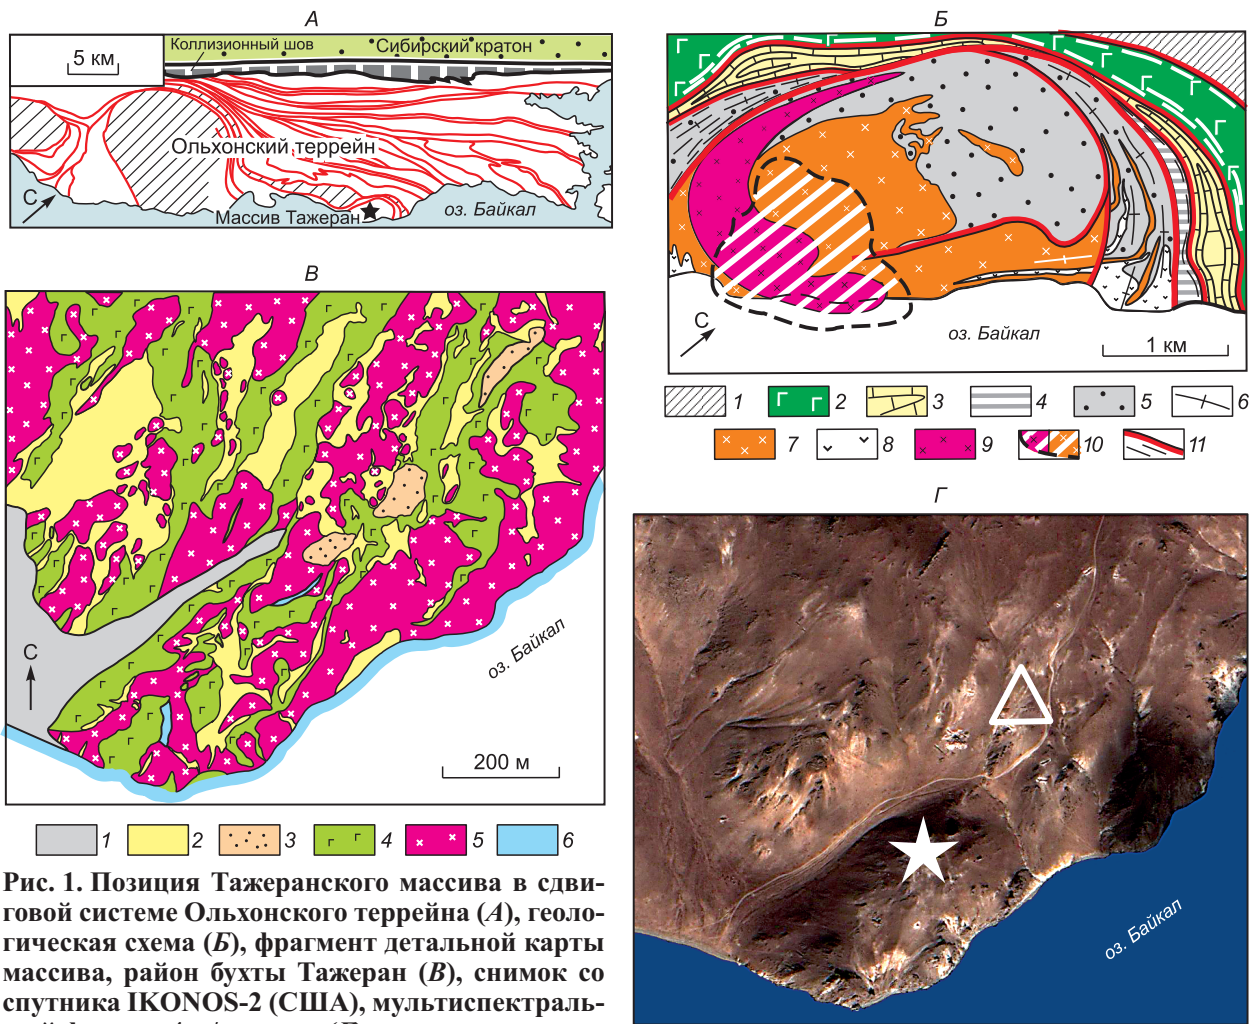 А
5 км
Коллизионный шов
Сибирский кратон
Ольхонский террейн
С
Массив Тажеран
оз. Байкал
Б
С
оз. Байкал
1 км
1 2 3 4 5 6
7 8 9 10 11
В
С
оз. Байкал
200 м
1 2 3 4 5 6
Г
оз. Байкал
Рис. 1. Позиция Тажеранского массива в сдви-
говой системе Ольхонского террейна (А), геоло-
гическая схема (Б), фрагмент детальной карты
массива, район бухты Тажеран (В), снимок со
спутника IKONOS-2 (США), мультиспектраль-